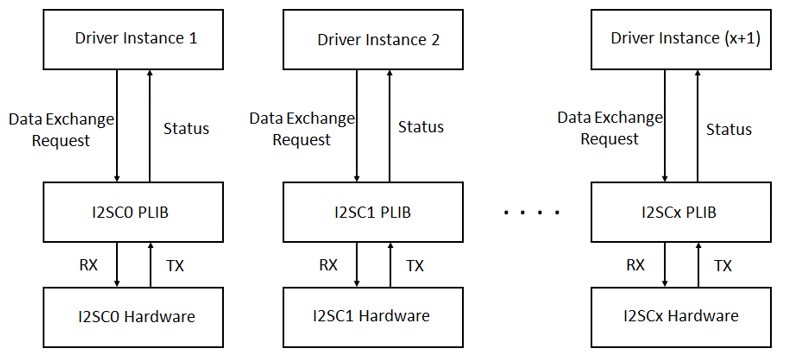 Driver Instance 1
Driver Instance 2
Driver Instance (x+1)
Data Exchange
Request
Status
Data Exchange
Request
Status
Data Exchange
Request
Status
I2SC0 PLIB
I2SC1 PLIB
. . . .
I2SCx PLIB
RX
TX
RX
TX
RX
TX
I2SC0 Hardware
I2SC1 Hardware
I2SCx Hardware